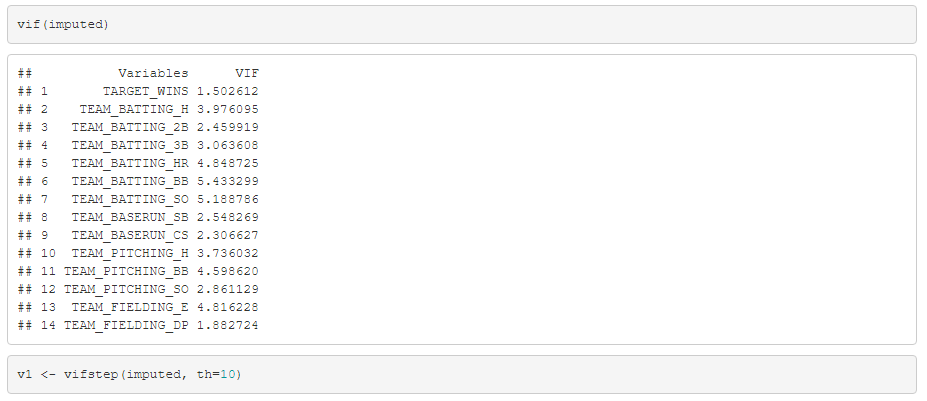 vif(imputed)
##          Variables      VIF
## 1      TARGET_WINS 1.502612
## 2   TEAM_BATTING_H 3.976095
## 3  TEAM_BATTING_2B 2.459919
## 4  TEAM_BATTING_3B 3.063608
## 5  TEAM_BATTING_HR 4.848725
## 6  TEAM_BATTING_BB 5.433299
## 7  TEAM_BATTING_SO 5.188786
## 8  TEAM_BASERUN_SB 2.548269
## 9  TEAM_BASERUN_CS 2.306627
## 10  TEAM_PITCHING_H 3.736032
## 11 TEAM_PITCHING_BB 4.598620
## 12 TEAM_PITCHING_SO 2.861129
## 13  TEAM_FIELDING_E 4.816228
## 14 TEAM_FIELDING_DP 1.882724
v1 <- vifstep(imputed, th=10)